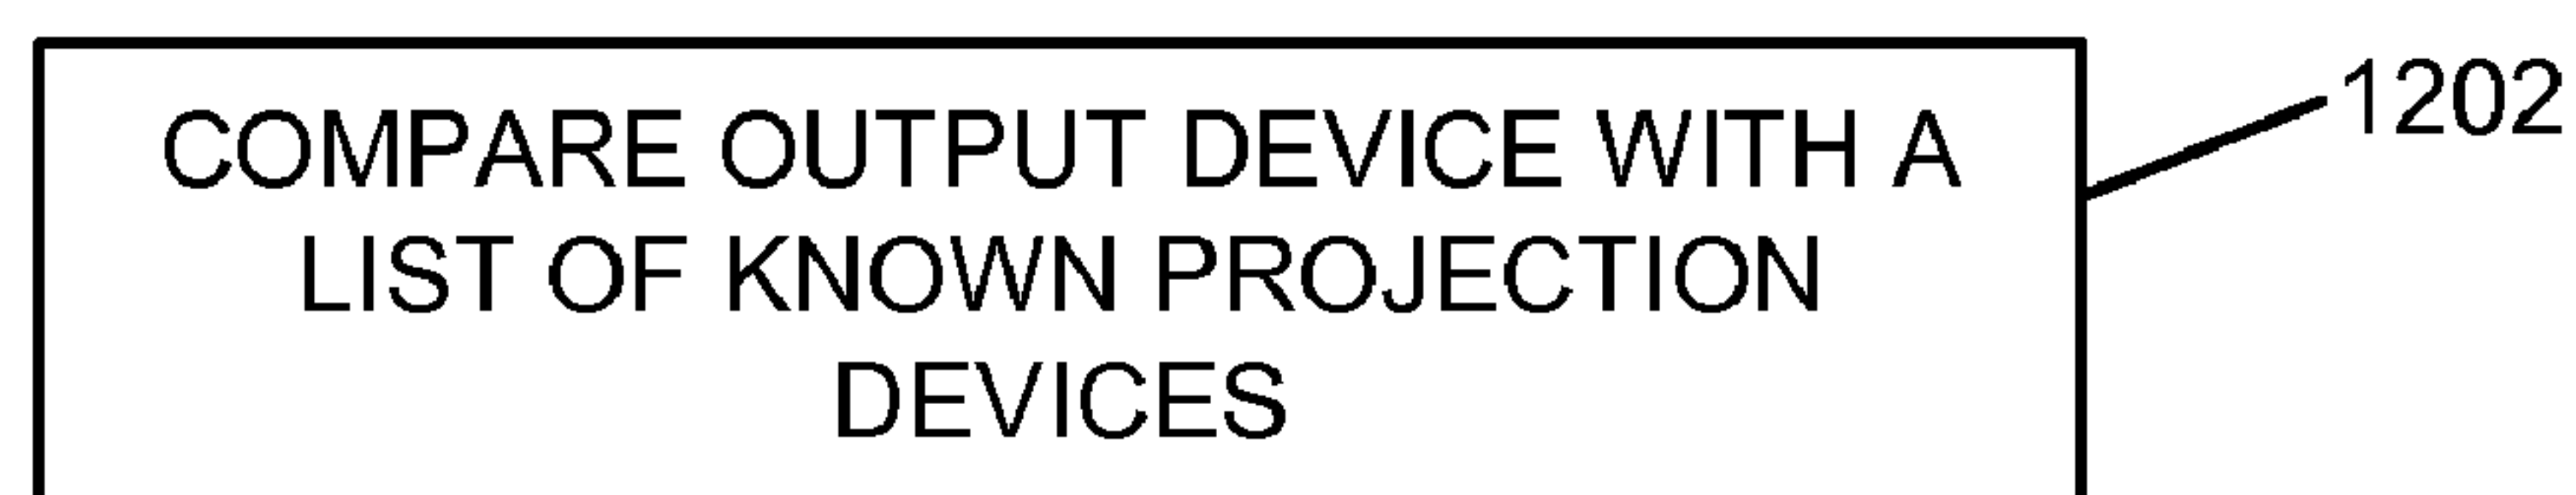 COMPARE OUTPUT DEVICE WITH A
LIST OF KNOWN PROJECTION
DEVICES
1202